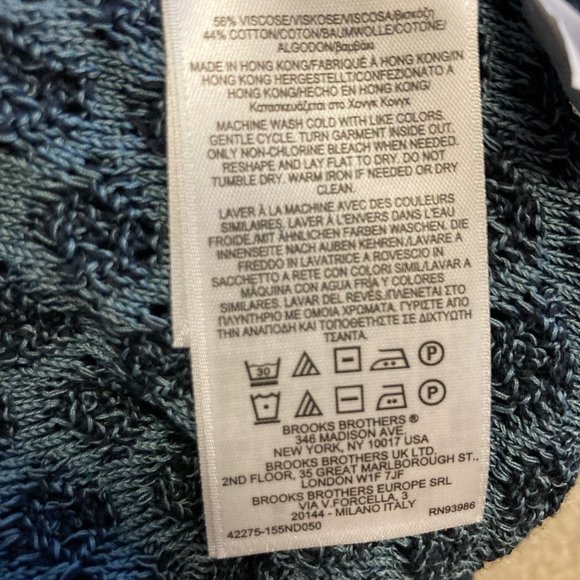 56% VISCOSE/VISKOSE/VISCOSA/Βισκόζη
44% COTTON/COTON/BAUMWOLLE/COTONE/
ALGODON/Βαμβάκι
MADE IN HONG KONG/FABRIQUÉ À HONG KONG/IN
HONG KONG HERGESTELLT/CONFEZIONATO A
HONG KONG/HECHO EN HONG KONG/
Κατασκευάζεται στο Χονγκ Κονγκ
MACHINE WASH COLD WITH LIKE COLORS,
GENTLE CYCLE. TURN GARMENT INSIDE OUT.
ONLY NON-CHLORINE BLEACH WHEN NEEDED.
RESHAPE AND LAY FLAT TO DRY. DO NOT
TUMBLE DRY. WARM IRON IF NEEDED OR DRY
CLEAN.
LAVER À LA MACHINE AVEC DES COULEURS
SIMILAIRES. LAVER À L'ENVERS DANS L'EAU
FROIDE/MIT ÄHNLICHEN FARBEN WASCHEN. DIE
INNENSEITE NACH AUßEN KEHREN/LAVARE A
FREDDO IN LAVATRICE A ROVESCIO IN
SACCHETTO A RETE CON COLORI SIMIL/LAVAR A
MÁQUINA CON AGUA FRIA Y COLORES
SIMILARES. LAVAR DEL REVÉS./ΠΛΕΝΕΤΑΙ ΣΤΟ
ΠΛΥΝΤΗΡΙΟ ΜΕ ΟΜΟΙΑ ΧΡΩΜΑΤΑ. ΓΥΡΙΣΤΕ ΑΠΟ
ΤΗΝ ΑΝΑΠΟΔΗ ΚΑΙ ΤΟΠΟΘΕΤΗΣΤΕ ΣΕ ΔΙΧΤΥΩΤΗ
ΤΣΑΝΤΑ.
30 P
P
BROOKS BROTHERS ®
346 MADISON AVE.
NEW YORK, NY 10017 USA
BROOKS BROTHERS UK LTD.
2ND FLOOR, 35 GREAT MARLBOROUGH ST.,
LONDON W1F 7JF
BROOKS BROTHERS EUROPE SRL
VIA V.FORCELLA, 3
20144 - MILANO ITALY
42275-155ND050 RN93986